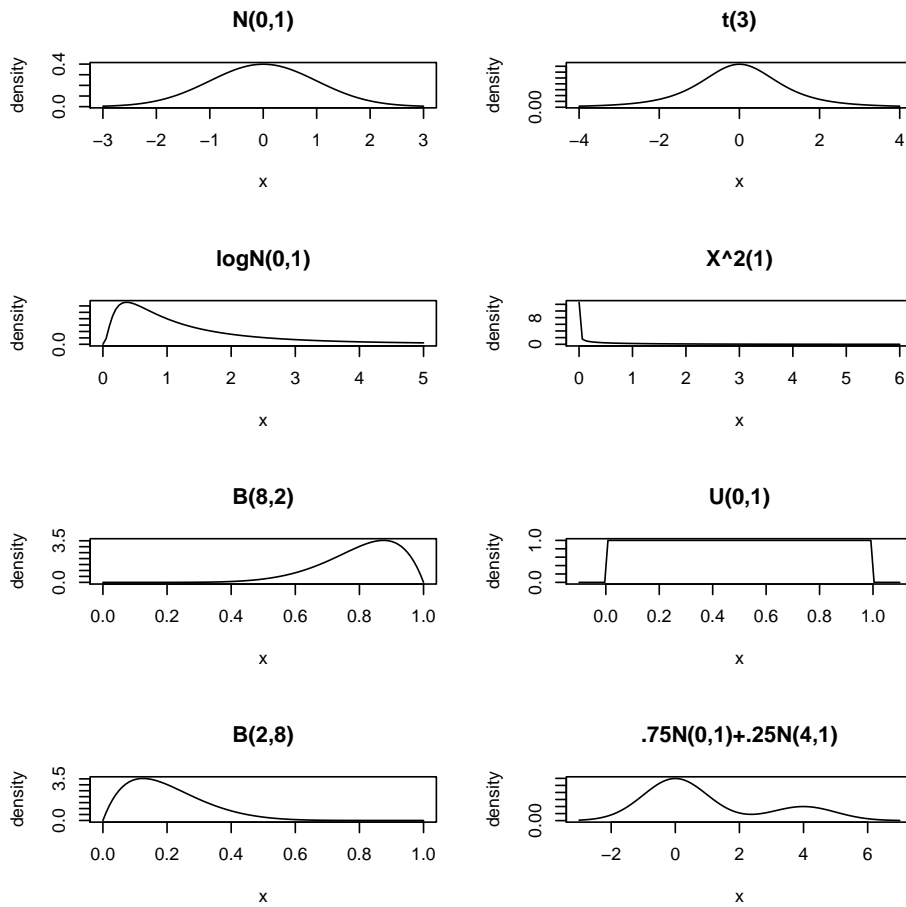 N(0,1)
density
0.0 0.4
−3 −2 −1 0 1 2 3
x
t(3)
density
0.00
−4 −2 0 2 4
x
logN(0,1)
density
0.0
0 1 2 3 4 5
x
X^2(1)
density
0 8
0 1 2 3 4 5 6
x
B(8,2)
density
0.0 3.5
0.0 0.2 0.4 0.6 0.8 1.0
x
U(0,1)
density
0.0 1.0
0.0 0.2 0.4 0.6 0.8 1.0
x
B(2,8)
density
0.0 3.5
0.0 0.2 0.4 0.6 0.8 1.0
x
.75N(0,1)+.25N(4,1)
density
0.00
−2 0 2 4 6
x